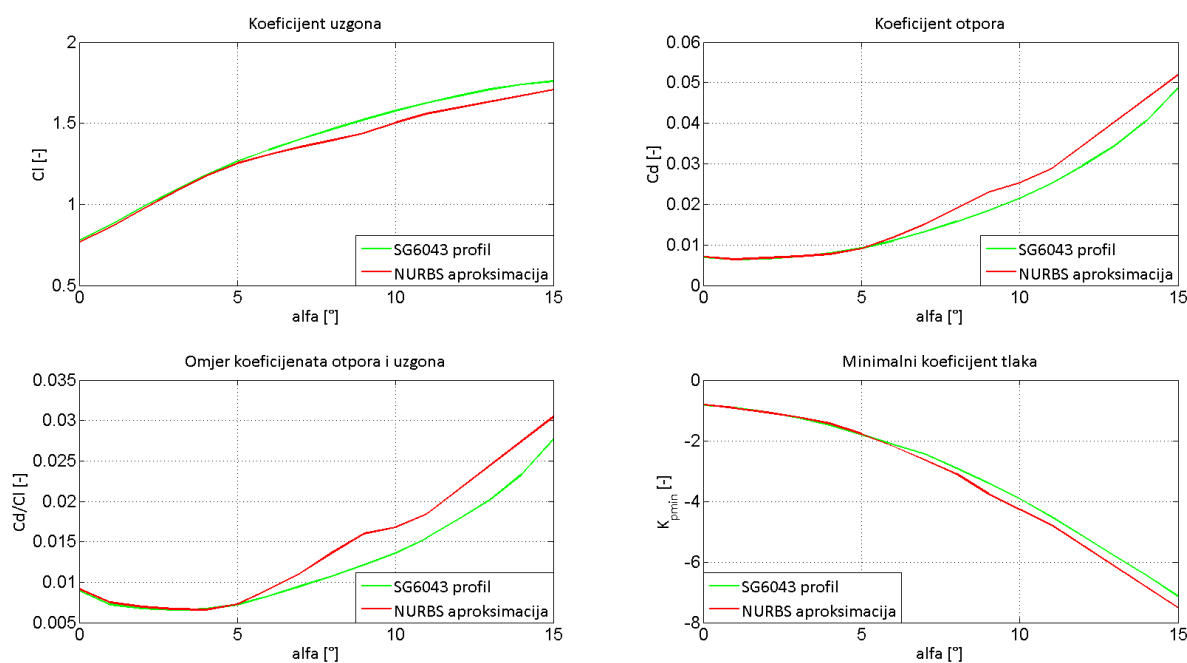 Koeficijent uzgona
2
1.5
1
0.5
Cl [-]
SG6043 profil
NURBS aproksimacija
0 5 10 15
alfa [°]
Koeficijent otpora
0.06
0.05
0.04
0.03
0.02
0.01
0
Cd [-]
SG6043 profil
NURBS aproksimacija
0 5 10 15
alfa [°]
Omjer koeficijenata otpora i uzgona
0.035
0.03
0.025
0.02
0.015
0.01
0.005
Cd/Cl [-]
SG6043 profil
NURBS aproksimacija
0 5 10 15
alfa [°]
Minimalni koeficijent tlaka
0
-2
-4
-6
-8
Kpmin [-]
SG6043 profil
NURBS aproksimacija
0 5 10 15
alfa [°]